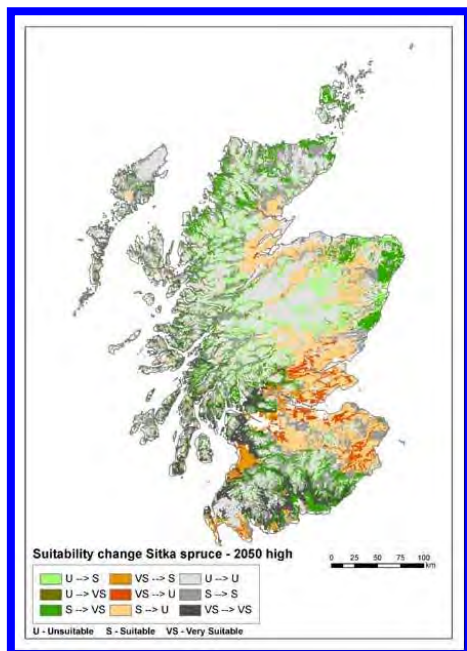 Suitability change Sitka spruce - 2050 high
U --> S VS --> S U --> U
U --> VS VS --> U S --> S
S --> VS S --> U VS --> VS
U - Unsuitable S - Suitable VS - Very Suitable
0 25 50 75 100
km